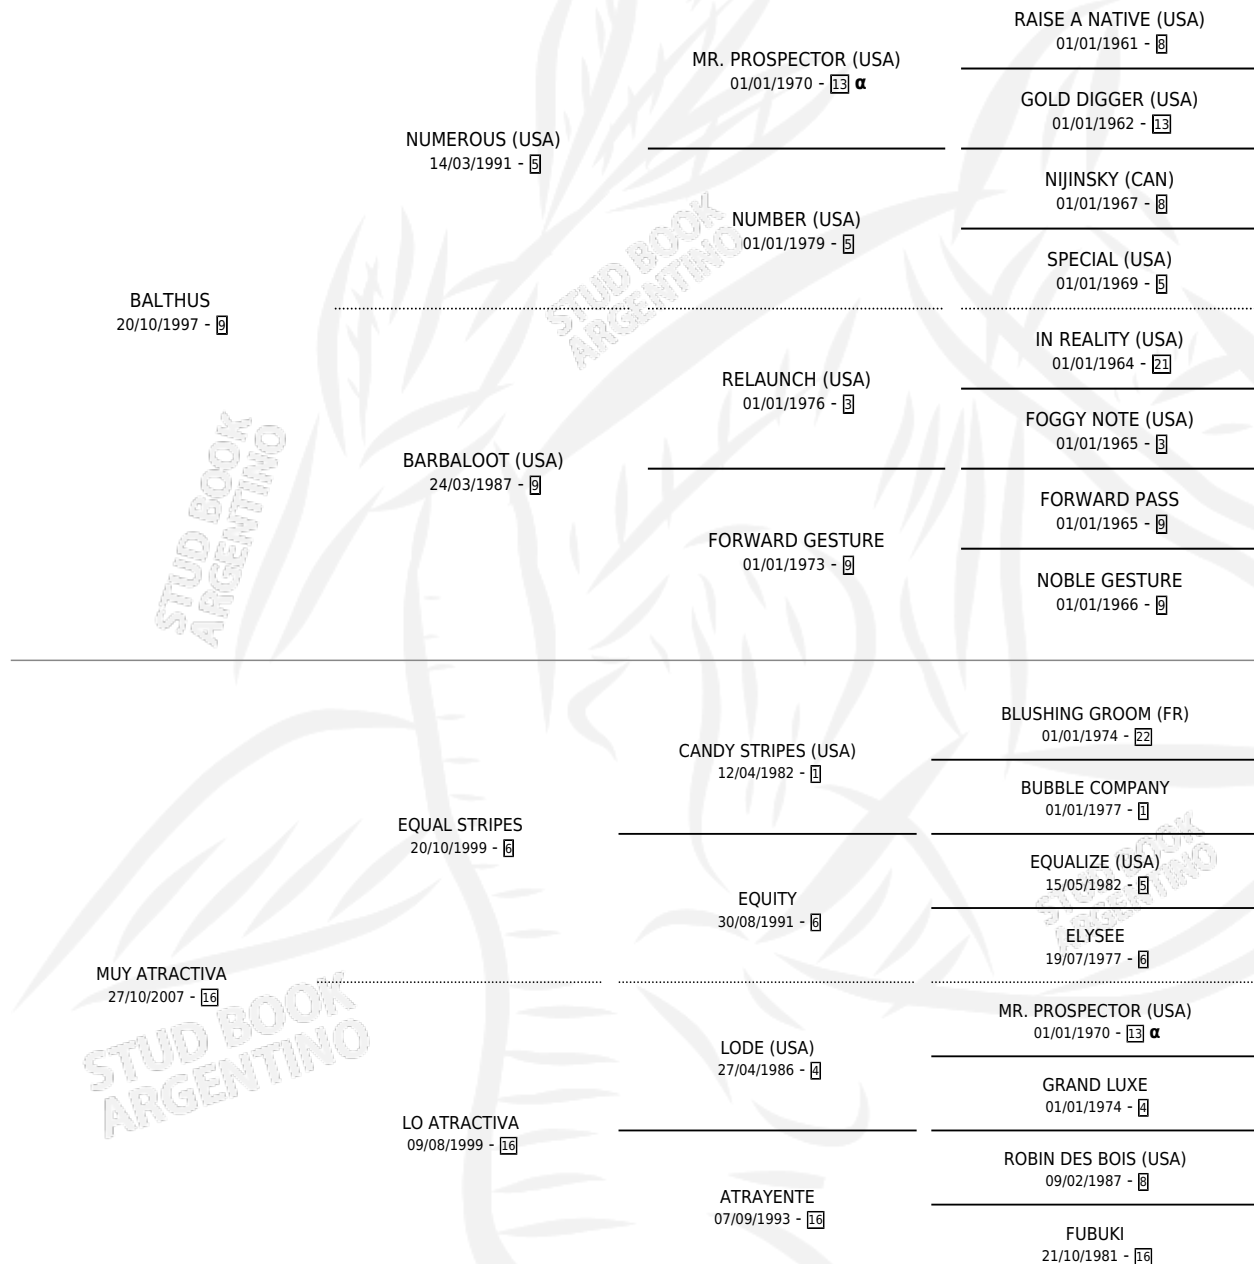 RAISE A NATIVE (USA)
01/01/1961 - 8
MR. PROSPECTOR (USA)
01/01/1970 - 13 α
GOLD DIGGER (USA)
01/01/1962 - 13
NUMEROUS (USA)
14/03/1991 - 5
NIJINSKY (CAN)
01/01/1967 - 8
NUMBER (USA)
01/01/1979 - 5
SPECIAL (USA)
01/01/1969 - 5
BALTHUS
20/10/1997 - 9
IN REALITY (USA)
01/01/1964 - 21
RELAUNCH (USA)
01/01/1976 - 3
FOGGY NOTE (USA)
01/01/1965 - 3
BARBALOOT (USA)
24/03/1987 - 9
FORWARD PASS
01/01/1965 - 9
FORWARD GESTURE
01/01/1973 - 9
NOBLE GESTURE
01/01/1966 - 9
BLUSHING GROOM (FR)
01/01/1974 - 22
CANDY STRIPES (USA)
12/04/1982 - 1
BUBBLE COMPANY
01/01/1977 - 1
EQUAL STRIPES
20/10/1999 - 6
EQUALIZE (USA)
15/05/1982 - 5
EQUITY
30/08/1991 - 6
ELYSEE
19/07/1977 - 6
MUY ATRACTIVA
27/10/2007 - 16
MR. PROSPECTOR (USA)
01/01/1970 - 13 α
LODE (USA)
27/04/1986 - 4
GRAND LUXE
01/01/1974 - 4
LO ATRACTIVA
09/08/1999 - 16
ROBIN DES BOIS (USA)
09/02/1987 - 8
ATRAYENTE
07/09/1993 - 16
FUBUKI
21/10/1981 - 16
STUD BOOK
ARGENTINO
STUD BOOK
ARGENTINO
STUD BOOK
ARGENTINO
STUD BOOK
ARGENTINO